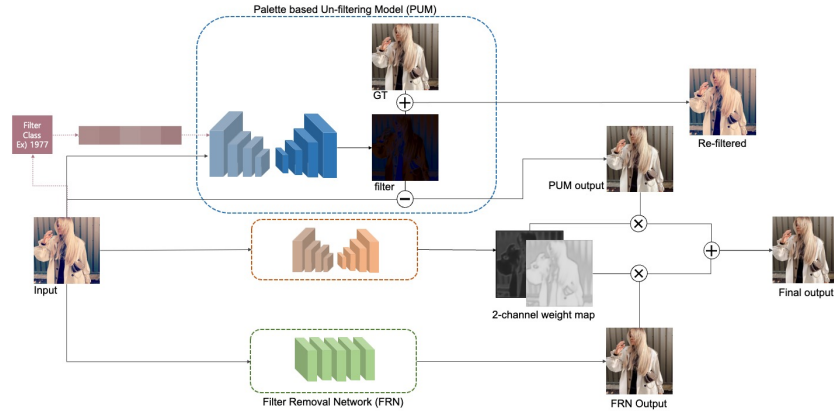 Palette based Un-filtering Model (PUM)
GT
Filter
Class
Ex) 1977
filter
Re-filtered
PUM output
Input
2-channel weight map
Final output
Filter Removal Network (FRN)
FRN Output